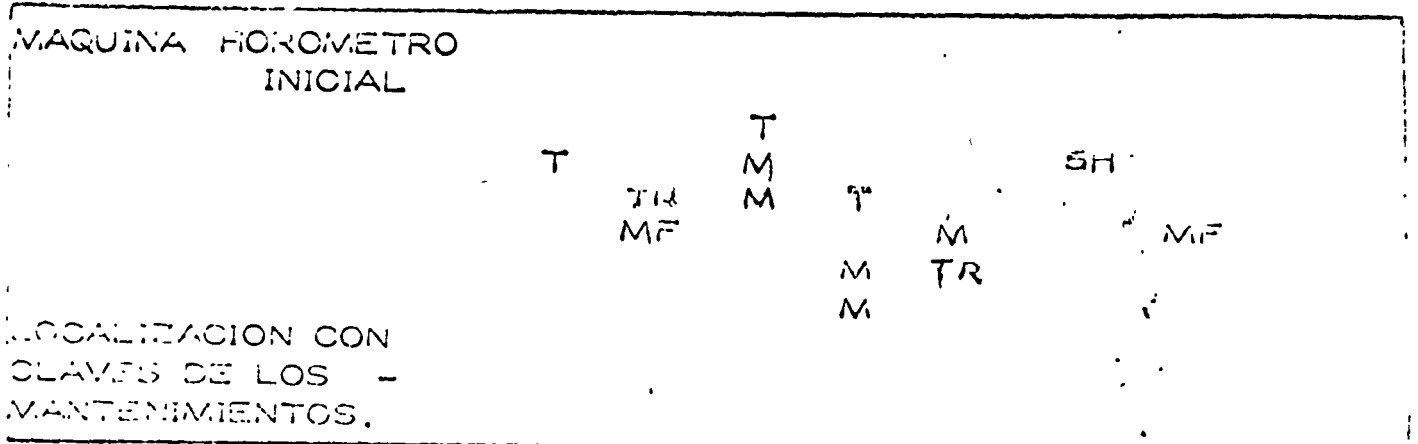 MAQUINA HOROMETRO
INICIAL
T
T M SH
TR M T
MF M MF
M TR
M
LOCALIZACION CON
CLAVES DE LOS -
MANTENIMIENTOS.